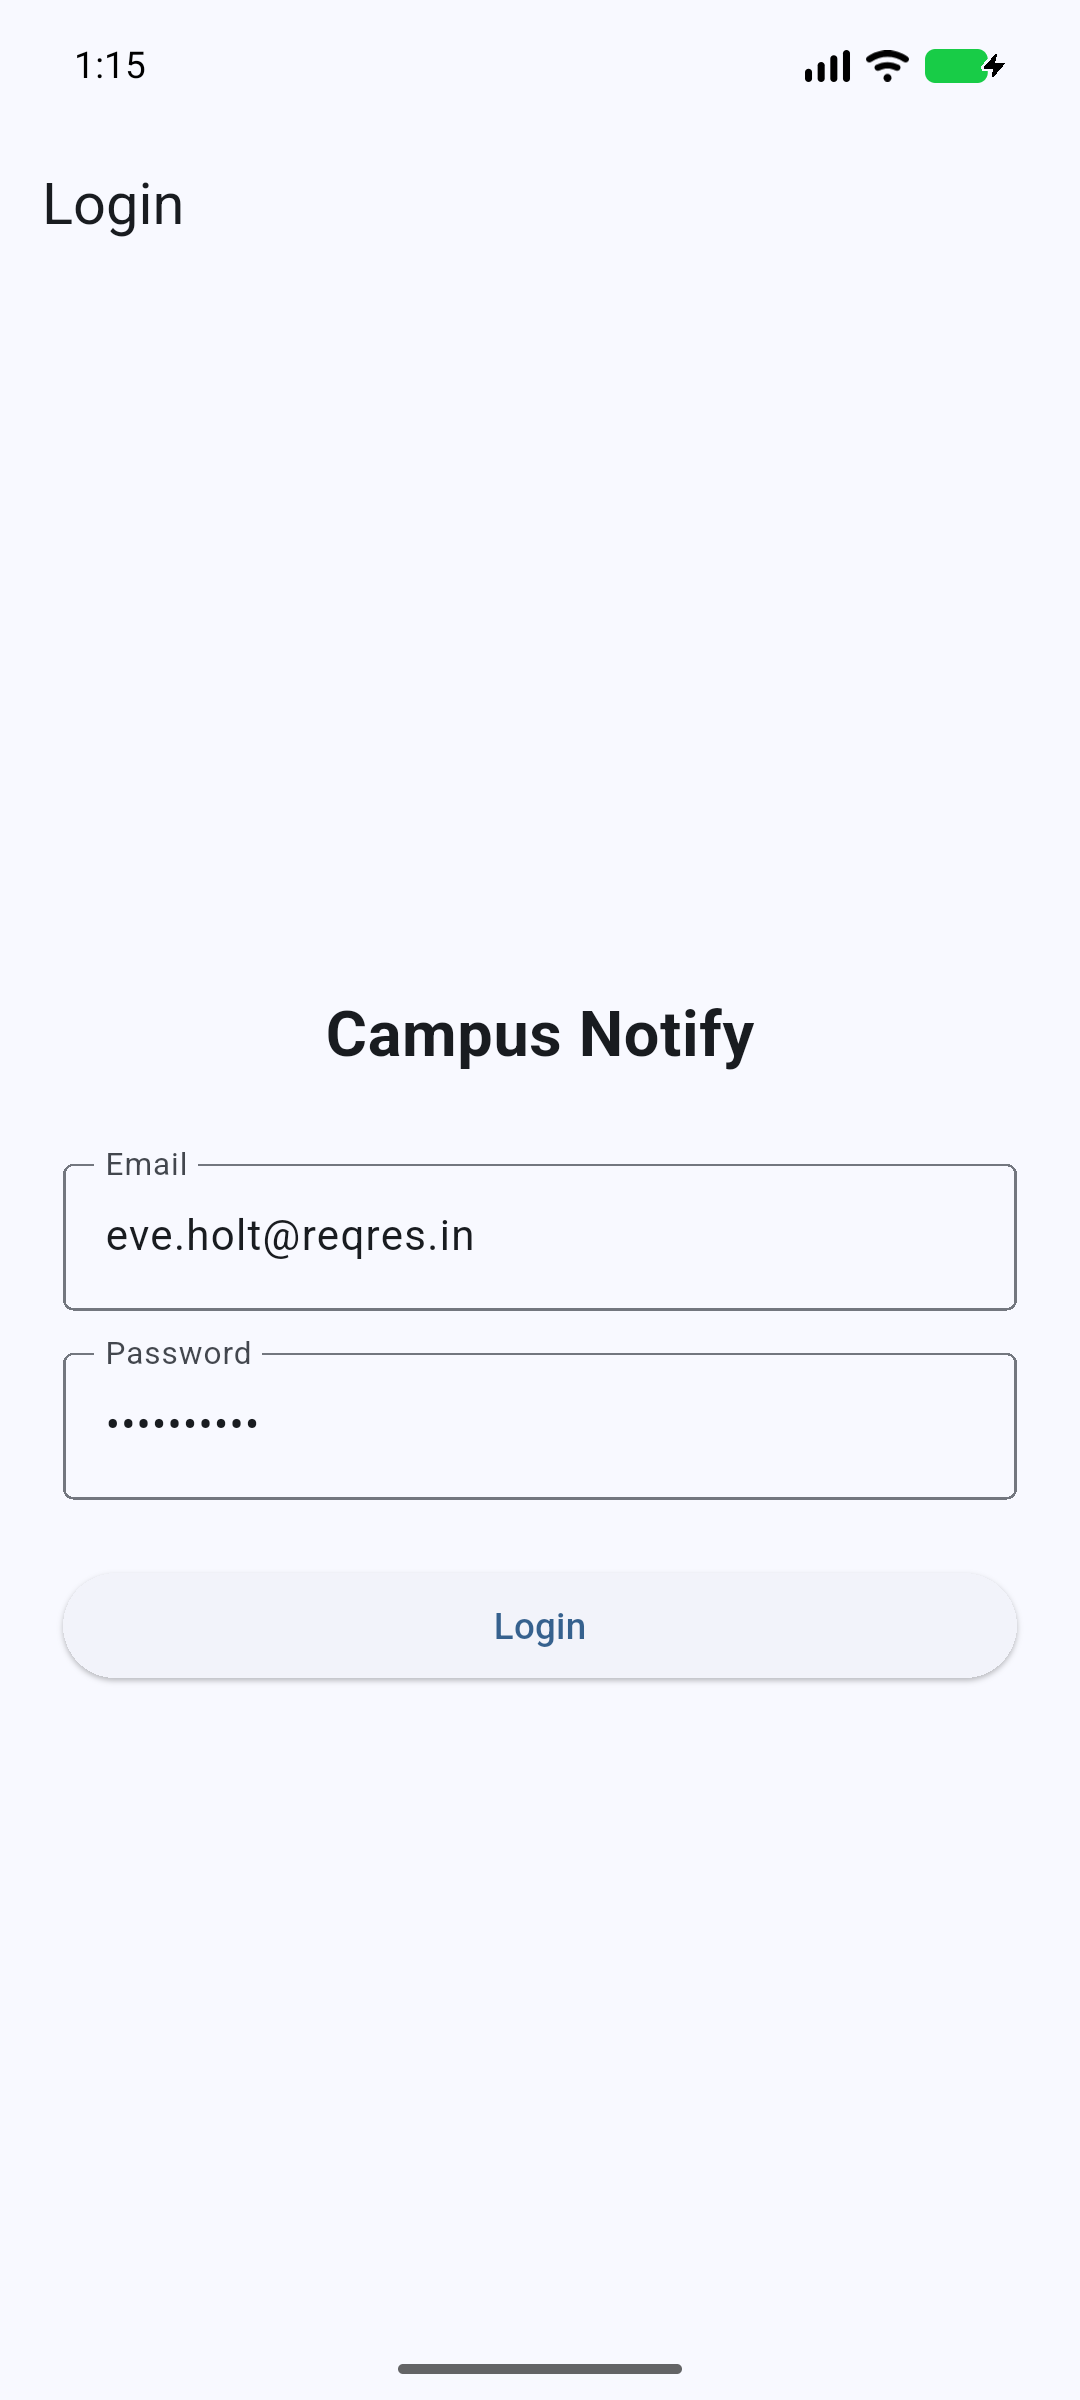 1:15
Login
Campus Notify
Email
eve.holt@reqres.in
Password
••••••••••
Login